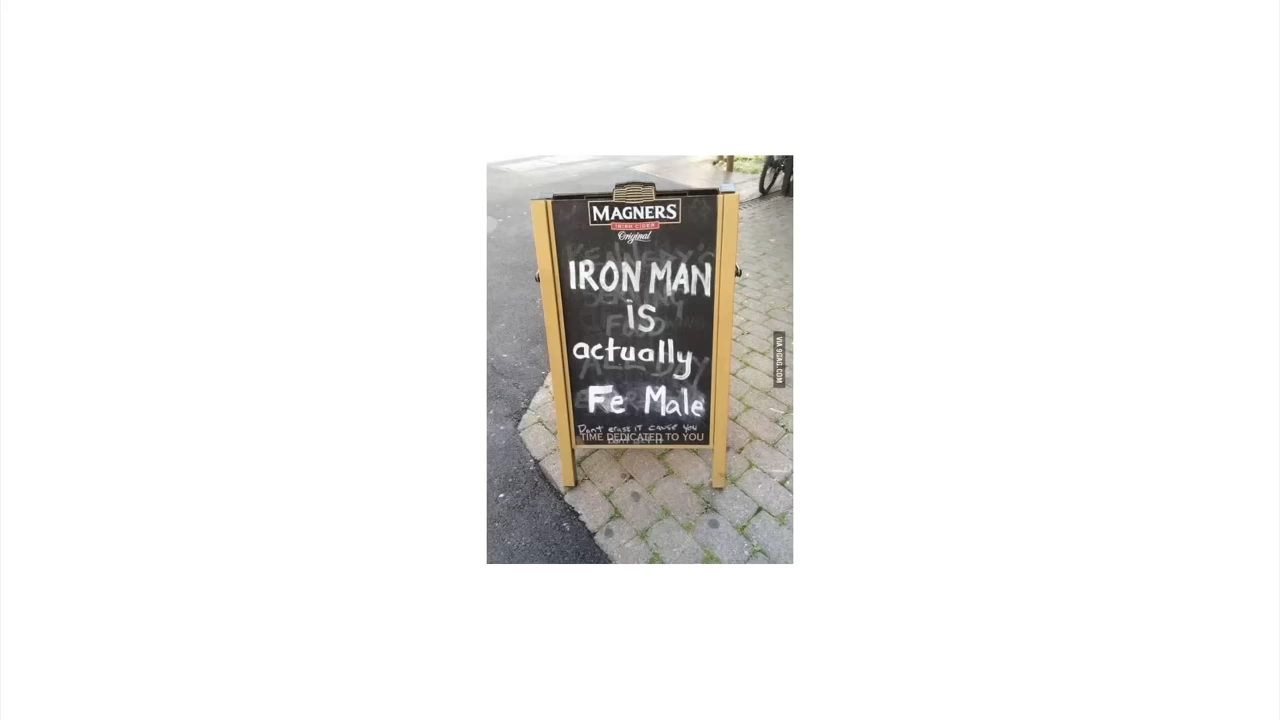 MAGNERS
IRISH CIDER
Original
IRON MAN
is
actually
Fe Male
Don't erase it cause you
TIME DEDICATED TO YOU
VIA 9GAG.COM